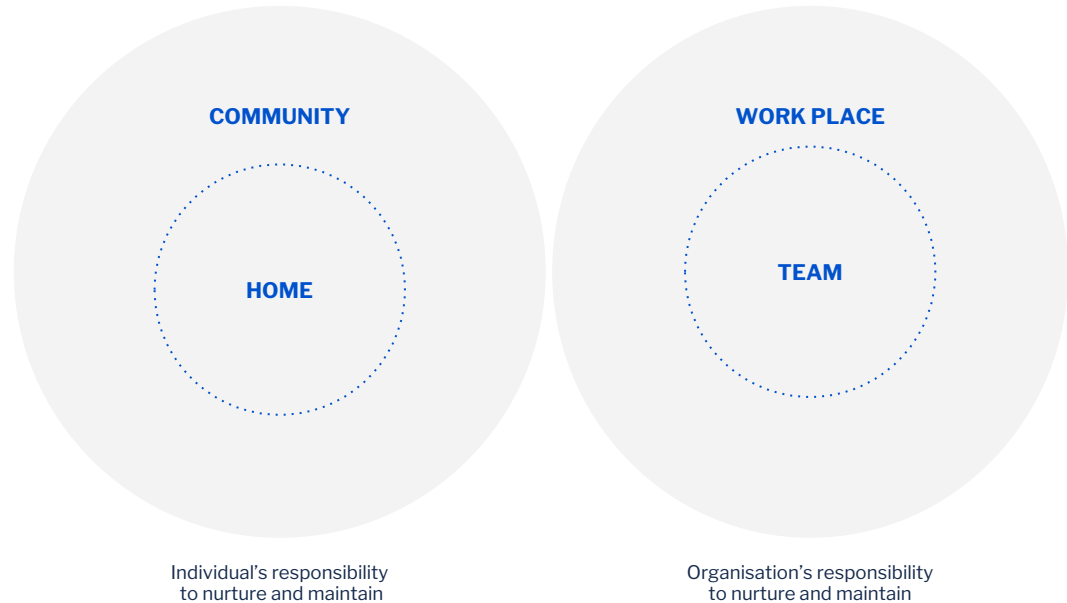 COMMUNITY
HOME
Individual’s responsibility
to nurture and maintain
WORK PLACE
TEAM
Organisation’s responsibility
to nurture and maintain